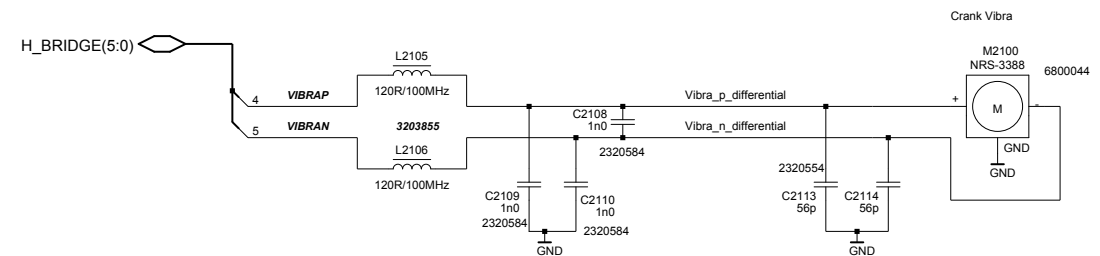 Crank Vibra
H_BRIDGE(5:0)
L2105
120R/100MHz
M2100
NRS-3388
6800044
4
VIBRAP
Vibra_p_differential
+
M
-
C2108
1n0
5
VIBRAN
3203855
Vibra_n_differential
2320584
L2106
120R/100MHz
GND
GND
2320554
C2109
1n0
2320584
C2110
1n0
2320584
C2113
56p
C2114
56p
GND
GND